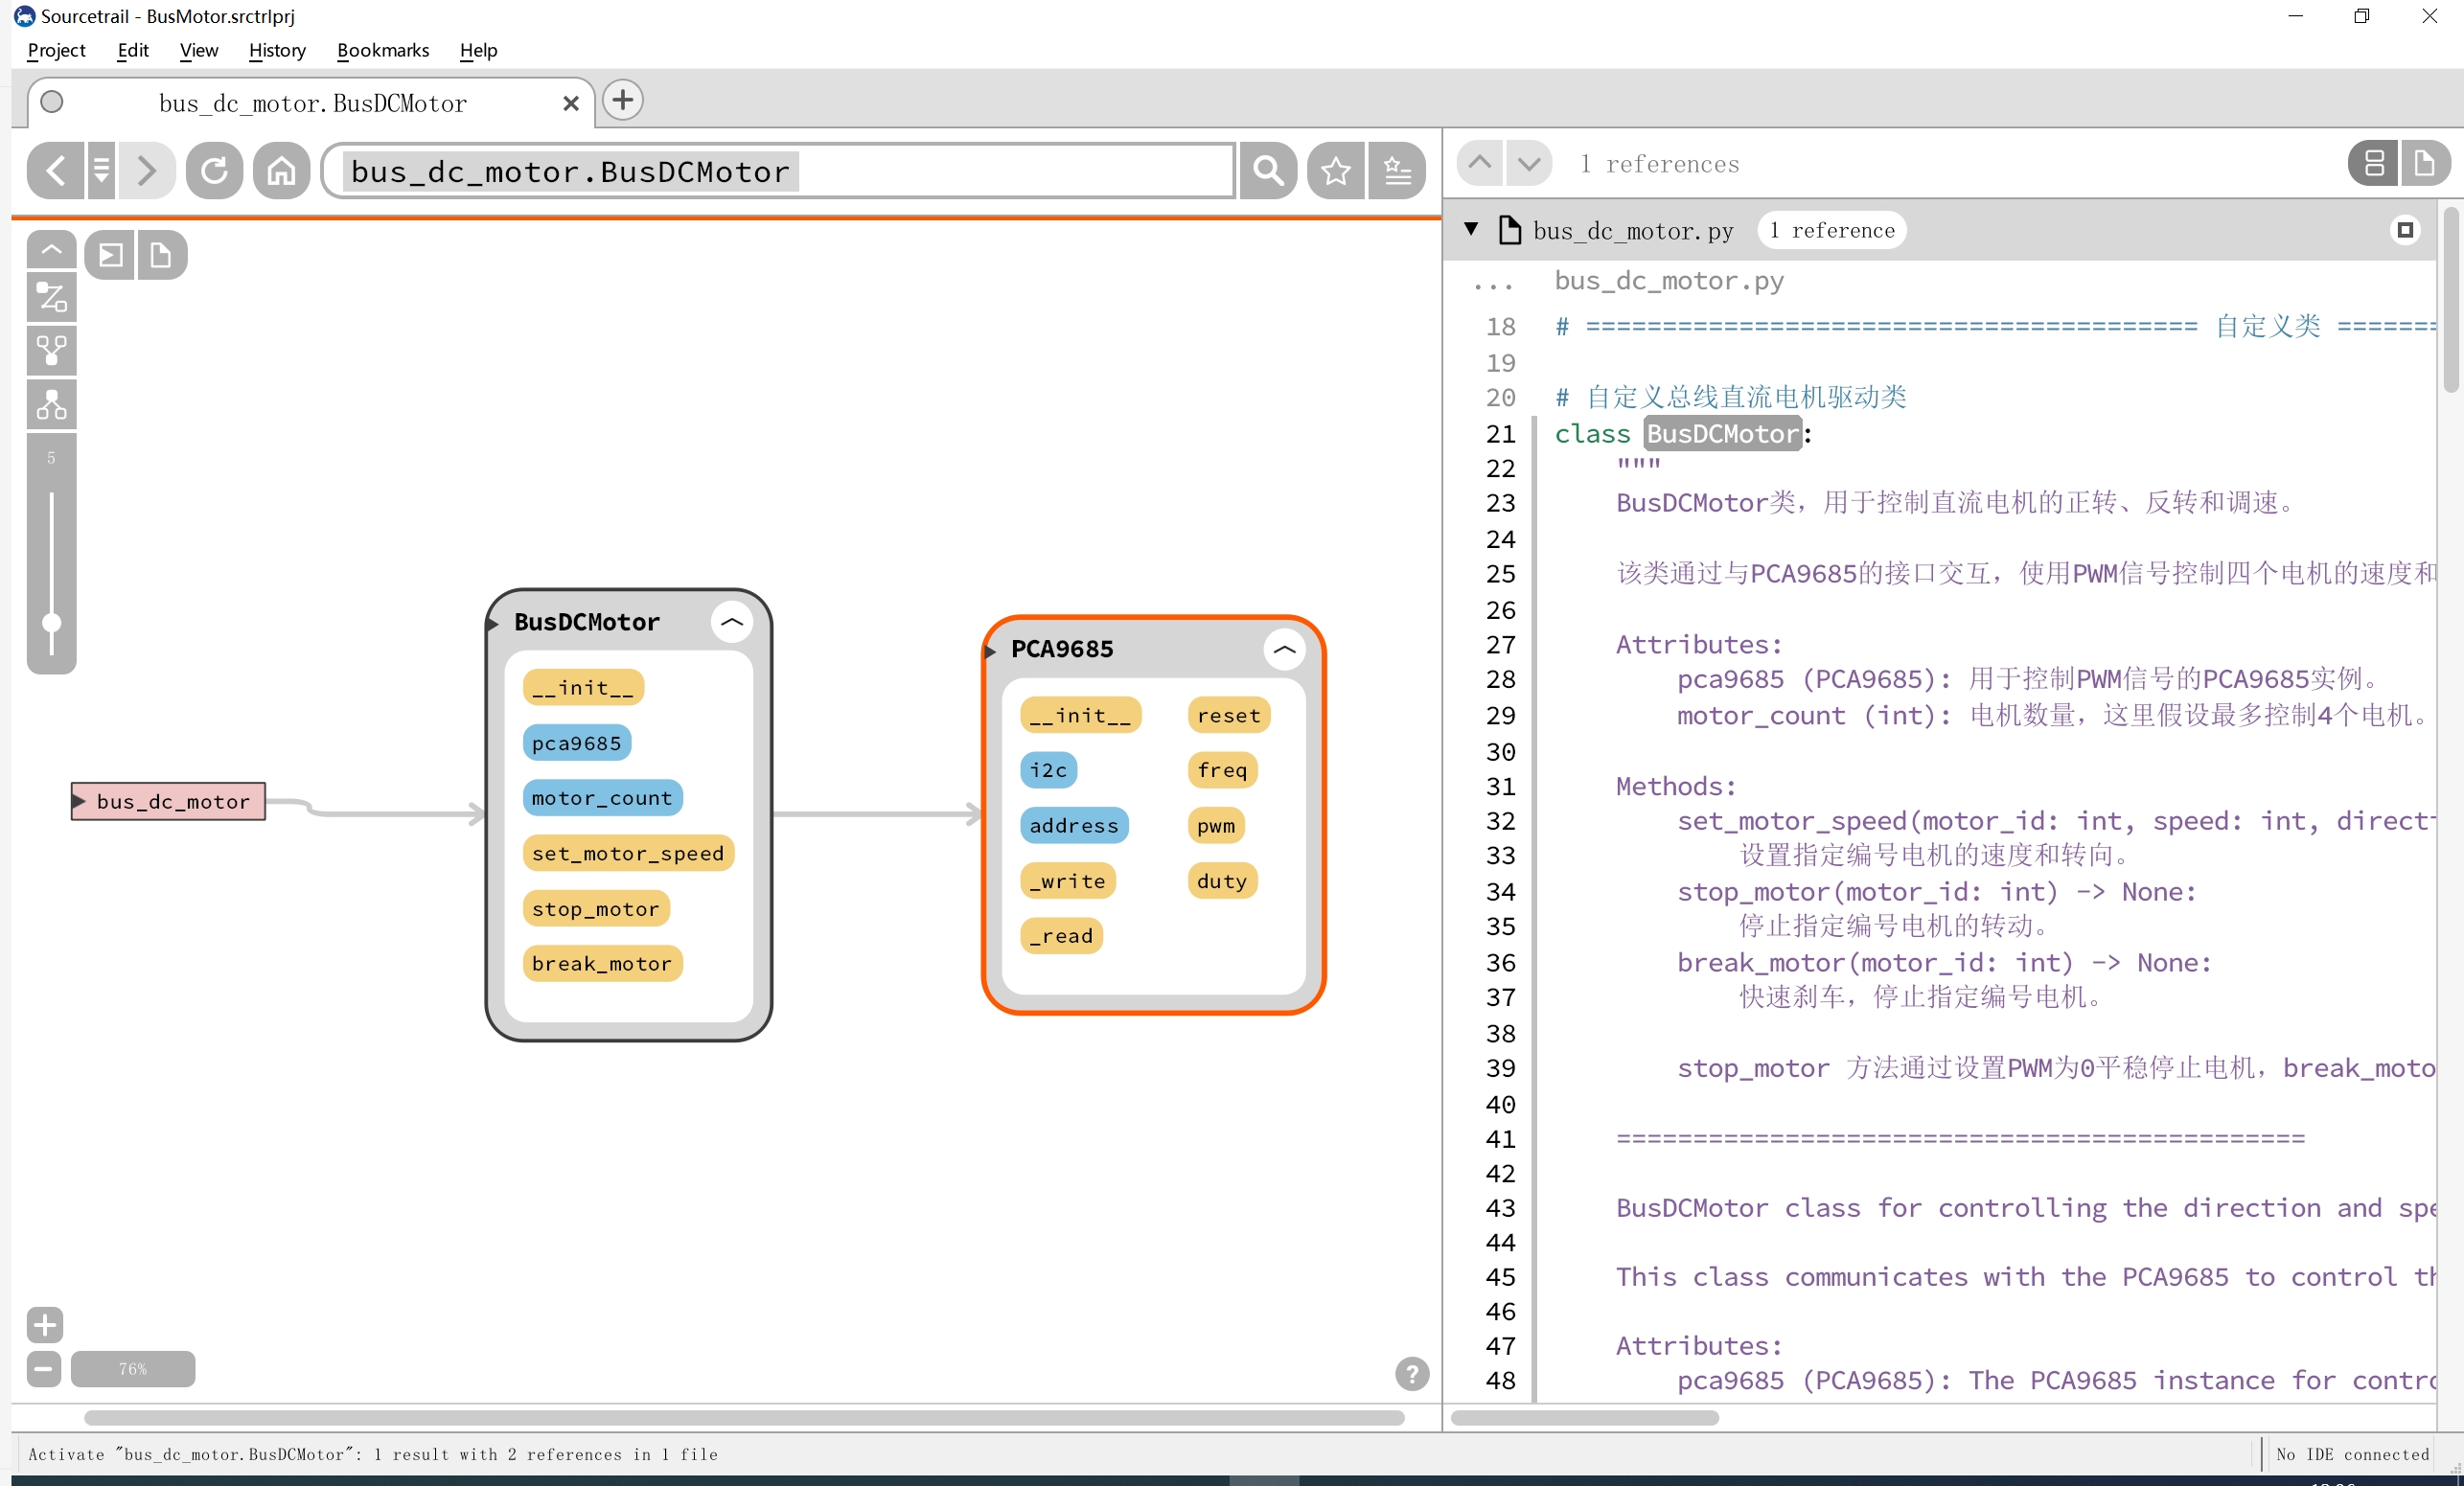 Sourcetrail - BusMotor.srctrlprj
Project Edit View History Bookmarks Help
bus_dc_motor.BusDCMotor
bus_dc_motor.BusDCMotor
5
bus_dc_motor
BusDCMotor
__init__
pca9685
motor_count
set_motor_speed
stop_motor
break_motor
PCA9685
__init__ reset
i2c freq
address pwm
_write duty
_read
76%
?
1 references
bus_dc_motor.py 1 reference
... bus_dc_motor.py
18 # ======================================== 自定义类 =======
19
20 # 自定义总线直流电机驱动类
21 class BusDCMotor:
22 """
23 BusDCMotor类，用于控制直流电机的正转、反转和调速。
24
25 该类通过与PCA9685的接口交互，使用PWM信号控制四个电机的速度和
26
27 Attributes:
28 pca9685 (PCA9685): 用于控制PWM信号的PCA9685实例。
29 motor_count (int): 电机数量，这里假设最多控制4个电机。
30
31 Methods:
32 set_motor_speed(motor_id: int, speed: int, direct
33 设置指定编号电机的速度和转向。
34 stop_motor(motor_id: int) -> None:
35 停止指定编号电机的转动。
36 break_motor(motor_id: int) -> None:
37 快速刹车，停止指定编号电机。
38
39 stop_motor 方法通过设置PWM为0平稳停止电机，break_moto
40
41 =============================================
42
43 BusDCMotor class for controlling the direction and spe
44
45 This class communicates with the PCA9685 to control th
46
47 Attributes:
48 pca9685 (PCA9685): The PCA9685 instance for contro
Activate "bus_dc_motor.BusDCMotor": 1 result with 2 references in 1 file
No IDE connected